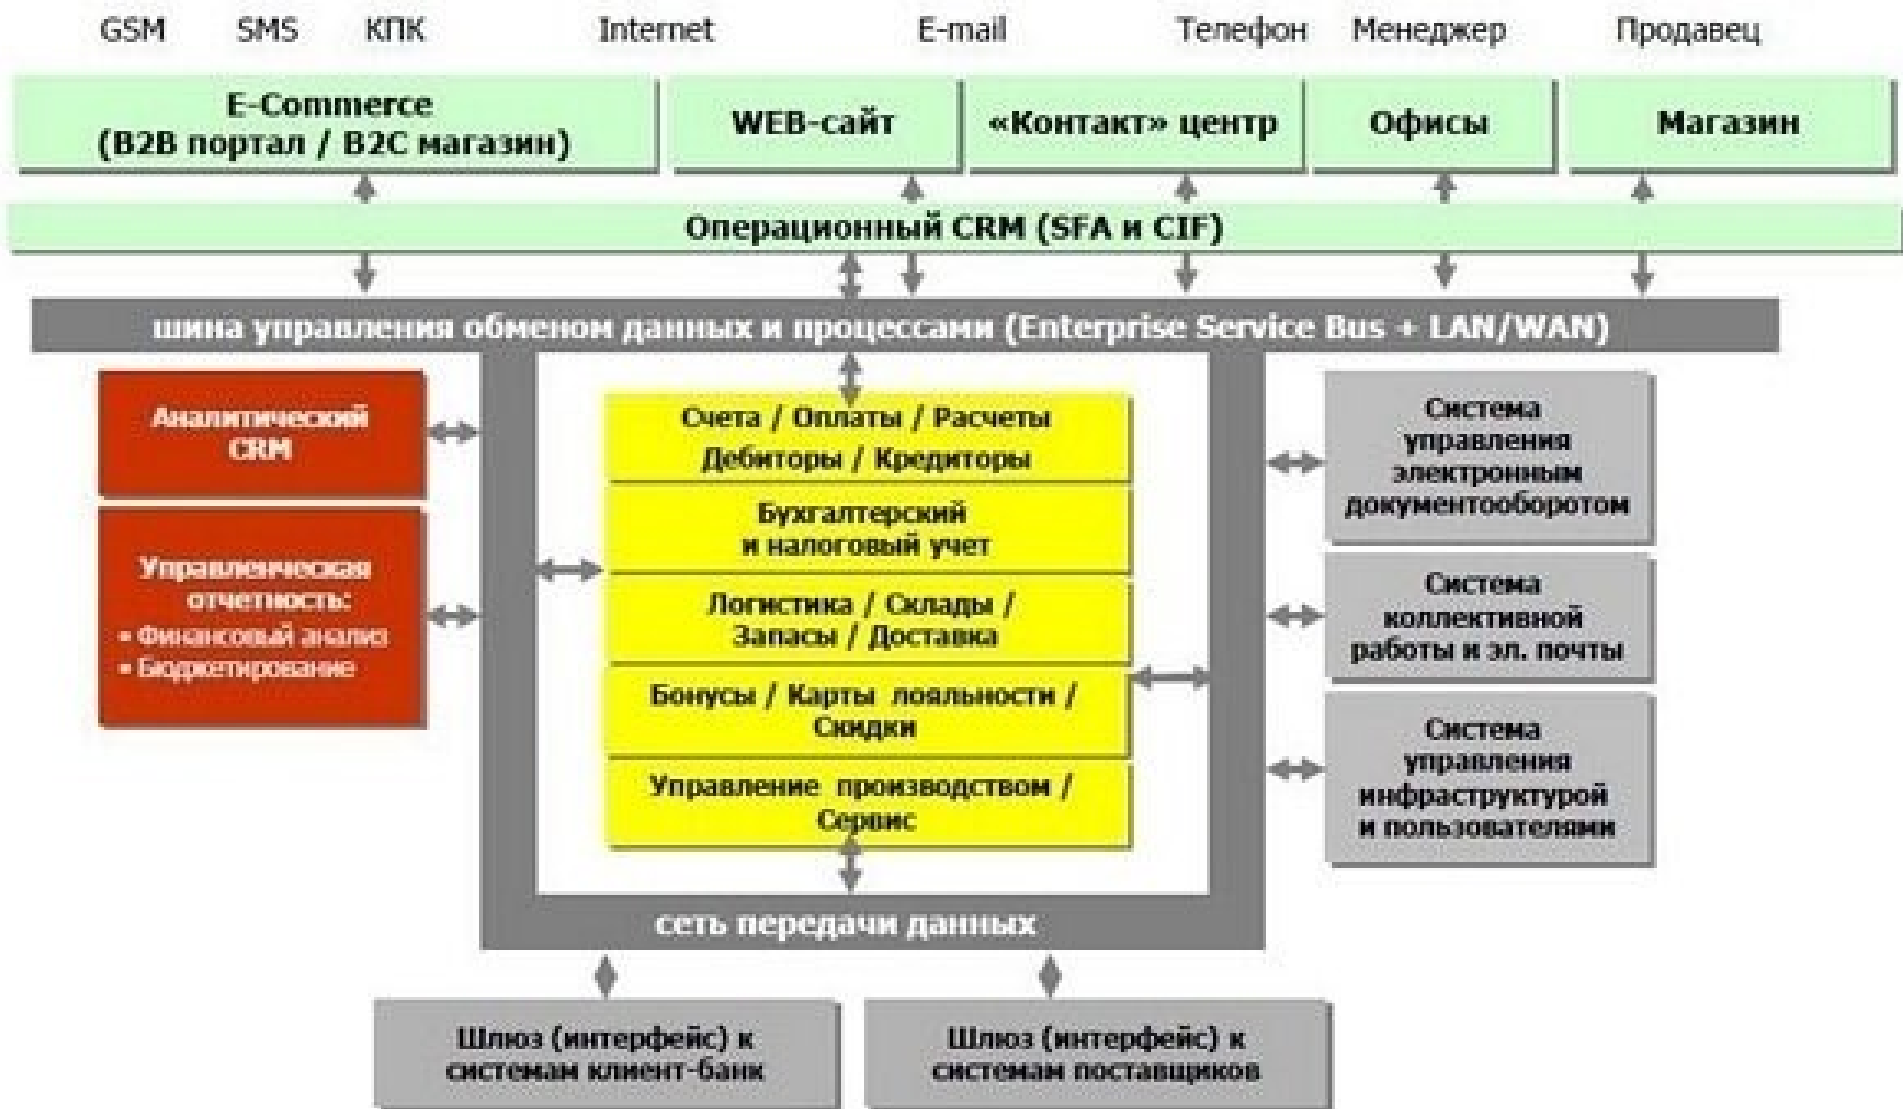 GSM SMS КПК Internet E-mail Телефон Менеджер Продавец
E-Commerce
(B2B портал / B2C магазин)
WEB-сайт
«Контакт» центр
Офисы
Магазин
Операционный CRM (SFA и CIF)
шина управления обменом данных и процессами (Enterprise Service Bus + LAN/WAN)
Аналитический
CRM
Управленческая
отчетность:
• Финансовый анализ
• Бюджетирование
Счета / Оплаты / Расчеты
Дебиторы / Кредиторы
Бухгалтерский
и налоговый учет
Логистика / Склады /
Запасы / Доставка
Бонусы / Карты лояльности /
Скидки
Управление производством /
Сервис
Система
управления
электронным
документооборотом
Система
коллективной
работы и эл. почты
Система
управления
инфраструктурой
и пользователями
сеть передачи данных
Шлюз (интерфейс) к
системам клиент-банк
Шлюз (интерфейс) к
системам поставщиков